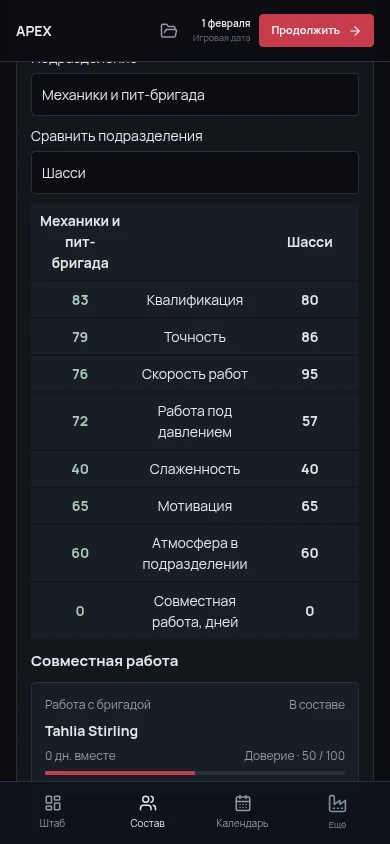 APEX
1 февраля
Игровая дата
Продолжить
Подразделение
Механики и пит-бригада
Сравнить подразделения
Шасси
Механики и
пит-
бригада
Шасси
83 Квалификация 80
79 Точность 86
76 Скорость работ 95
72 Работа под
давлением 57
40 Слаженность 40
65 Мотивация 65
60 Атмосфера в
подразделении 60
0 Совместная
работа, дней 0
Совместная работа
Работа с бригадой В составе
Tahlia Stirling
0 дн. вместе Доверие · 50 / 100
Штаб Состав Календарь Ещё